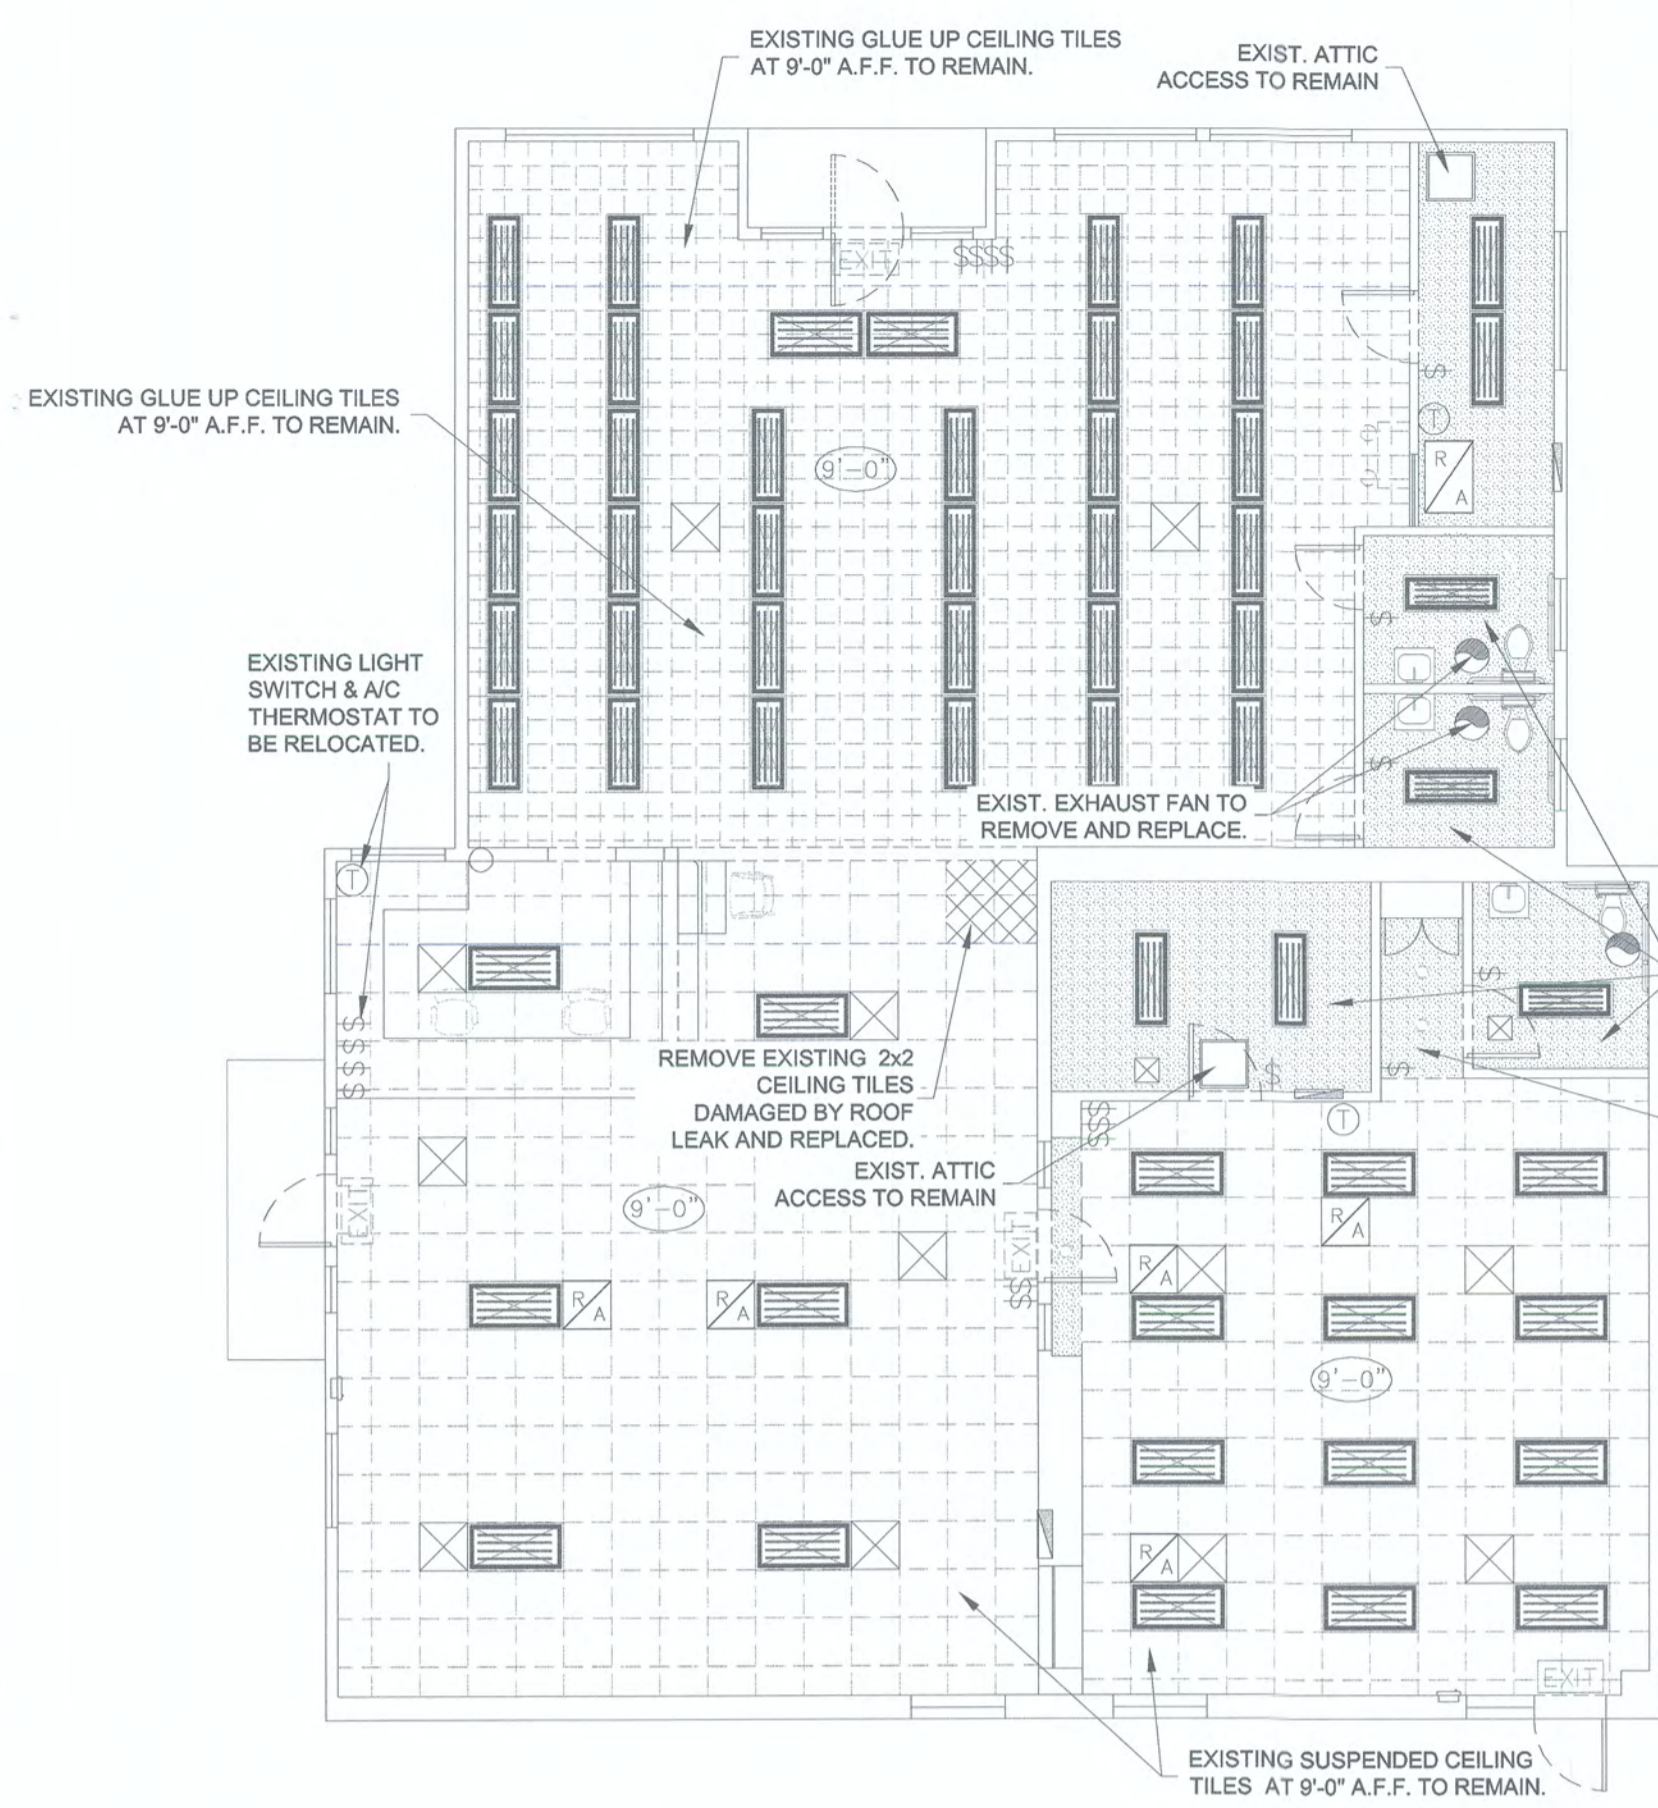 EXISTING GLUE UP CEILING TILES
AT 9'-0" A.F.F. TO REMAIN.
EXIST. ATTIC
ACCESS TO REMAIN
EXIT
$$$$
EXISTING GLUE UP CEILING TILES
AT 9'-0" A.F.F. TO REMAIN.
9'-0"
$
T
R
A
EXISTING LIGHT
SWITCH & A/C
THERMOSTAT TO
BE RELOCATED.
$
$
EXIST. EXHAUST FAN TO
REMOVE AND REPLACE.
T
$
$
$
$
$
REMOVE EXISTING 2x2
CEILING TILES
DAMAGED BY ROOF
LEAK AND REPLACED.
$
$
$$$
T
EXIST. ATTIC
ACCESS TO REMAIN
9'-0"
EXIT
EXIT
R
A
R
A
R
A
R
A
$$
9'-0"
R
A
EXIT
EXISTING SUSPENDED CEILING
TILES AT 9'-0" A.F.F. TO REMAIN.